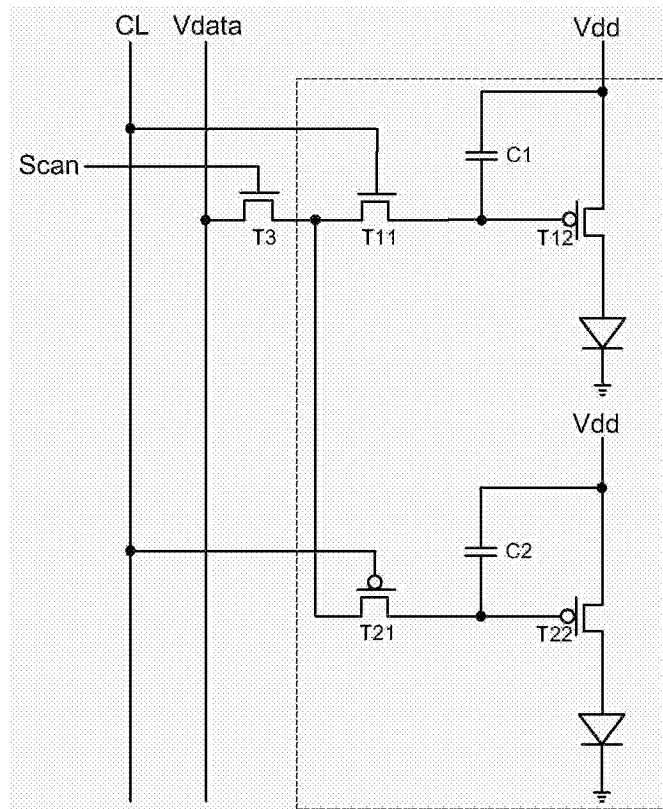 CL Vdata Vdd
Scan
C1
T3 T11 T12
Vdd
C2
T21 T22